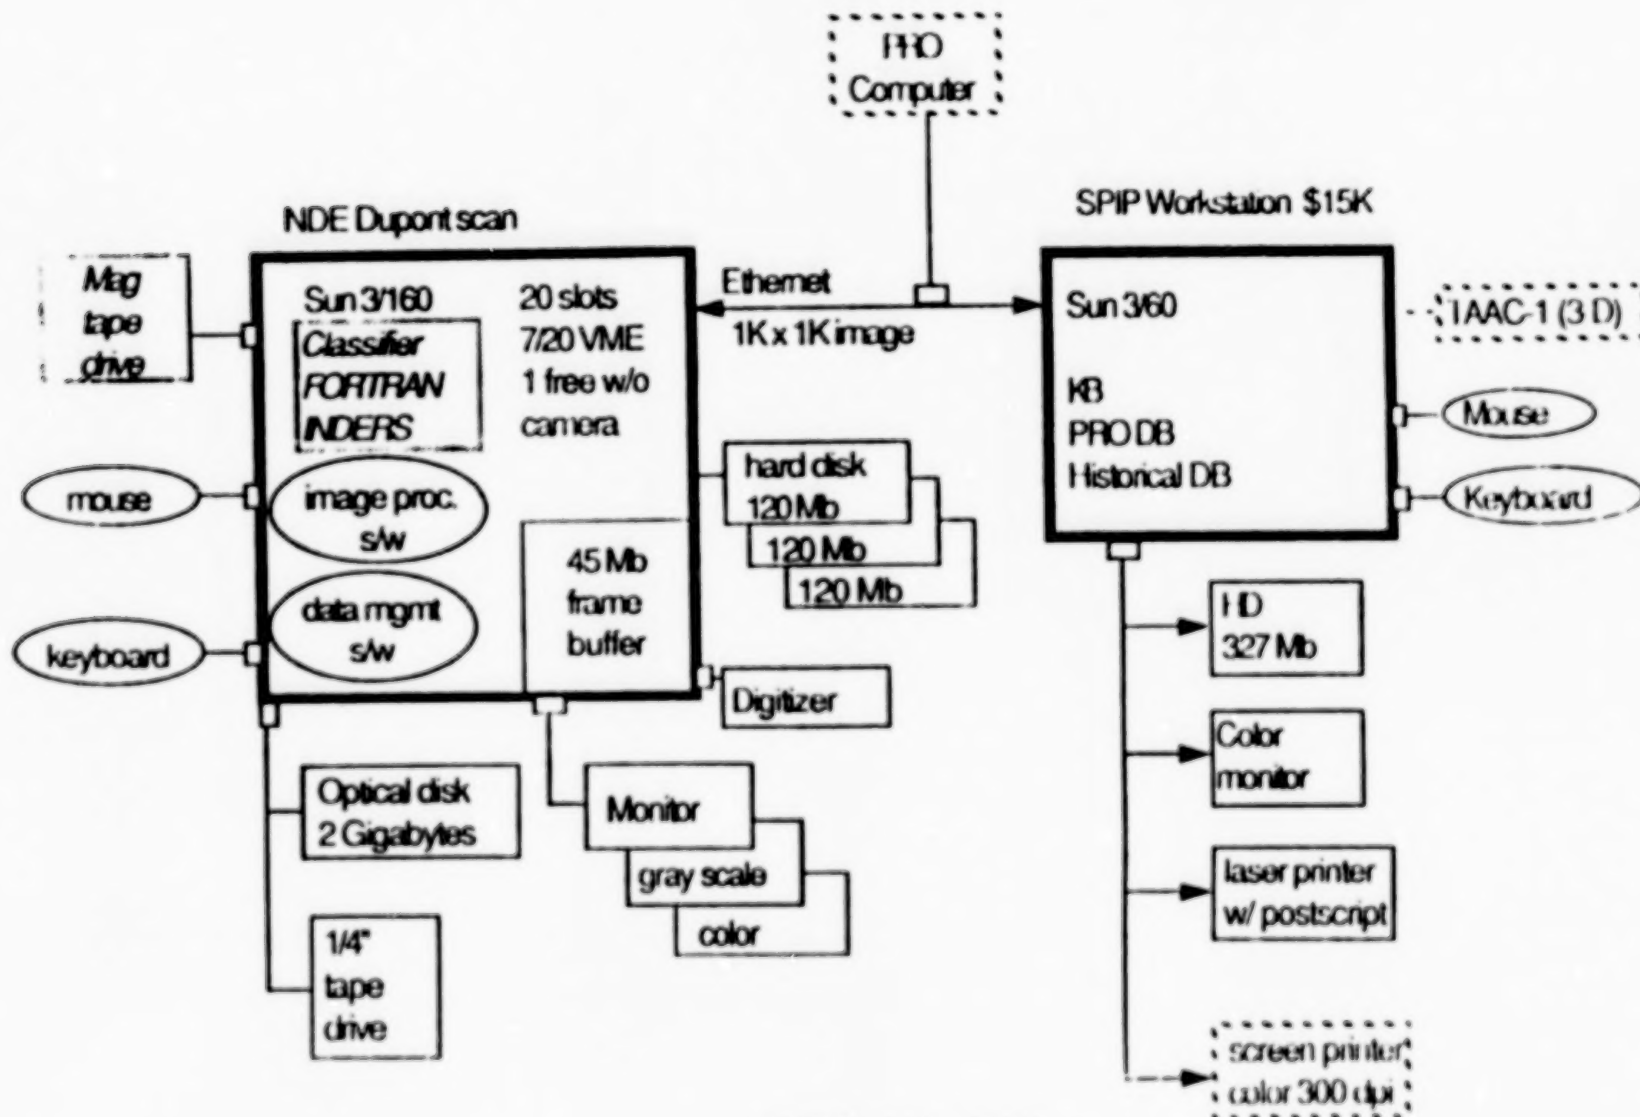 PRO
Computer
NDE Dupont scan
SPIP Workstation $15K
Mag
tape
drive
Sun 3/160
Classifier
FORTRAN
INDERS
20 slots
7/20 VME
1 free w/o
camera
Ethernet
1K x 1K image
Sun 3/60
KB
PRO DB
Historical DB
TAAC-1 (3 D)
Mouse
Keyboard
mouse
image proc.
s/w
data mgmt
s/w
keyboard
45 Mb
frame
buffer
hard disk
120 Mb
120 Mb
120 Mb
Digitizer
HD
327 Mb
Color
monitor
laser printer
w/ postscript
screen printer
color 300 dpi
Optical disk
2 Gigabytes
1/4"
tape
drive
Monitor
gray scale
color